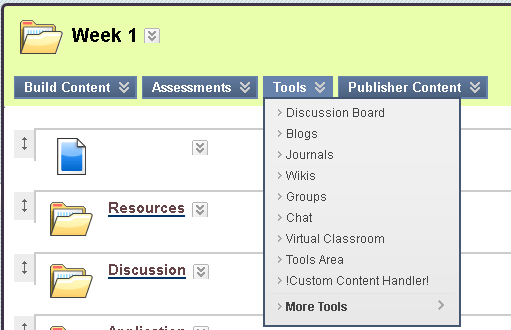 Week 1
Build Content Assessments Tools Publisher Content
Discussion Board
Blogs
Journals
Wikis
Groups
Chat
Virtual Classroom
Tools Area
!Custom Content Handler!
More Tools
Resources
Discussion
Application